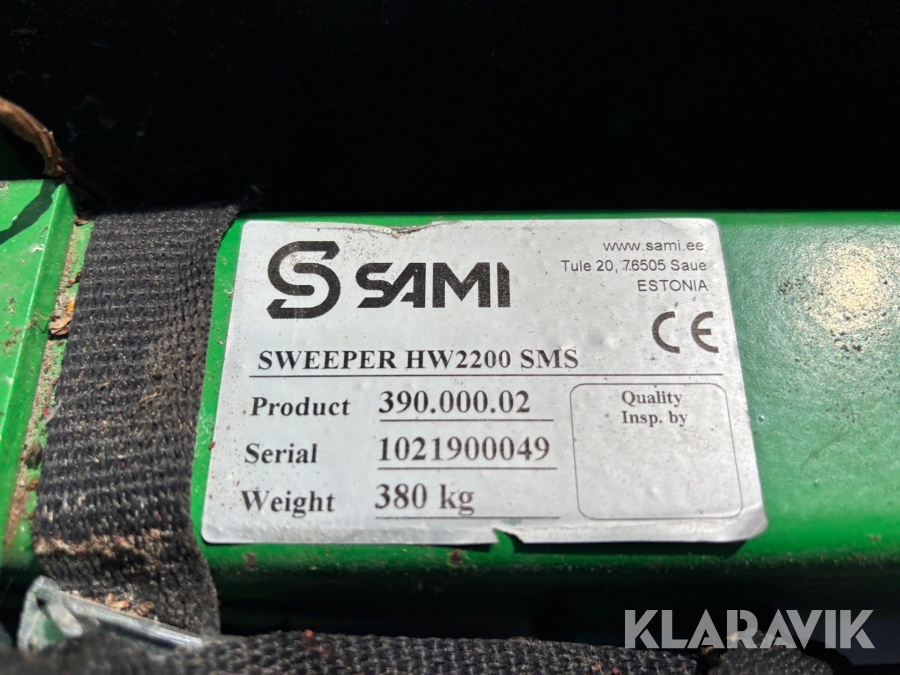 SAMI
www.sami.ee
Tule 20, 76505 Saue
ESTONIA
CE
SWEEPER HW2200 SMS
Product 390.000.02
Serial 1021900049
Weight 380 kg
Quality
Insp. by
KLARAVIK